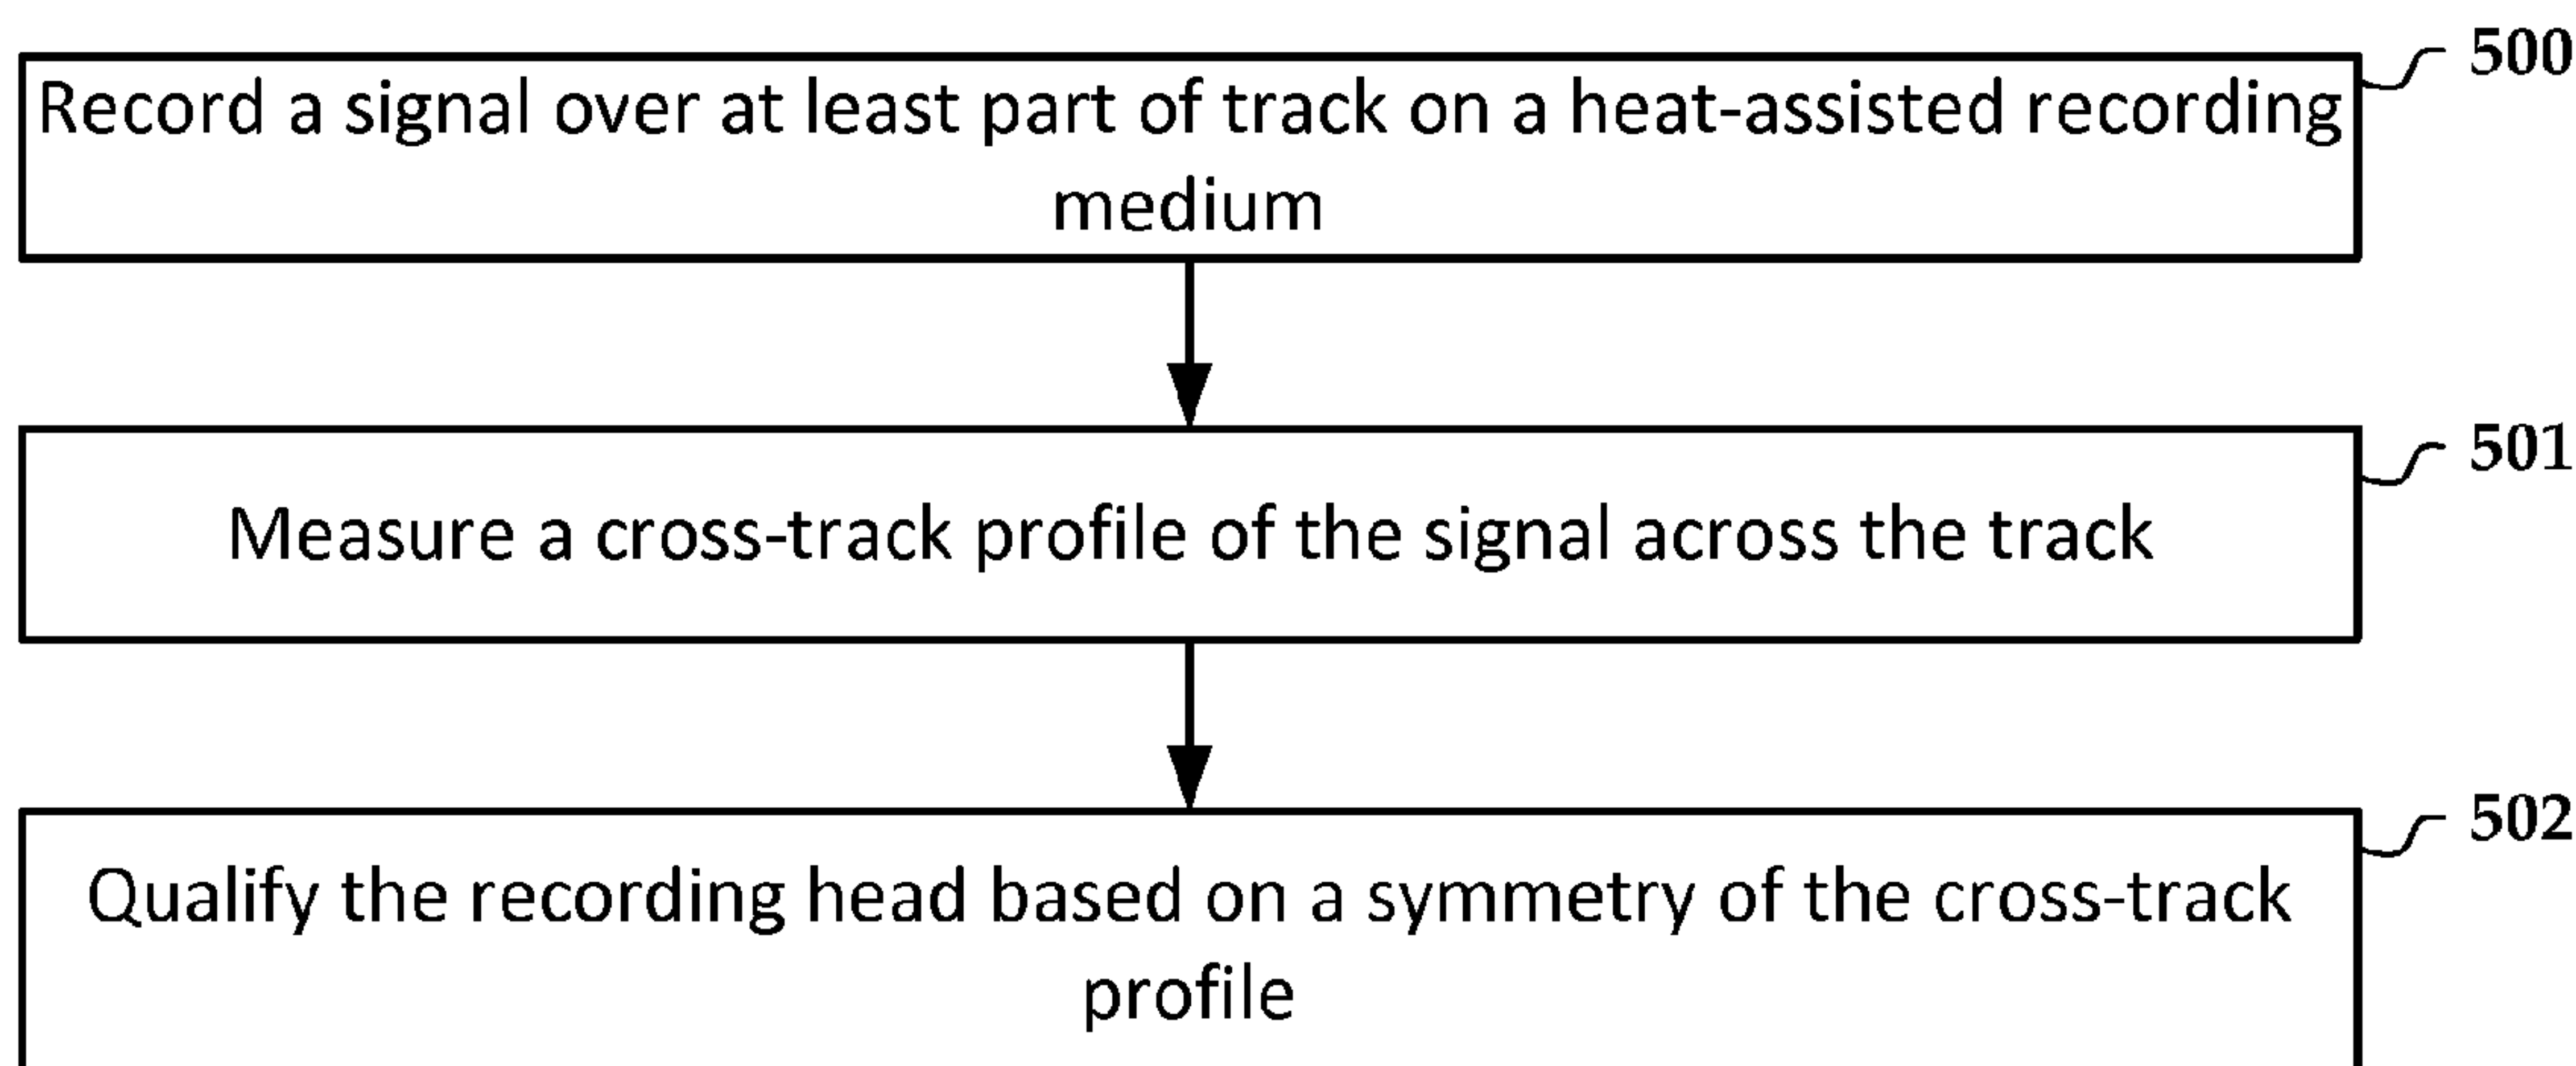 500
Record a signal over at least part of track on a heat-assisted recording
medium
501
Measure a cross-track profile of the signal across the track
502
Qualify the recording head based on a symmetry of the cross-track
profile